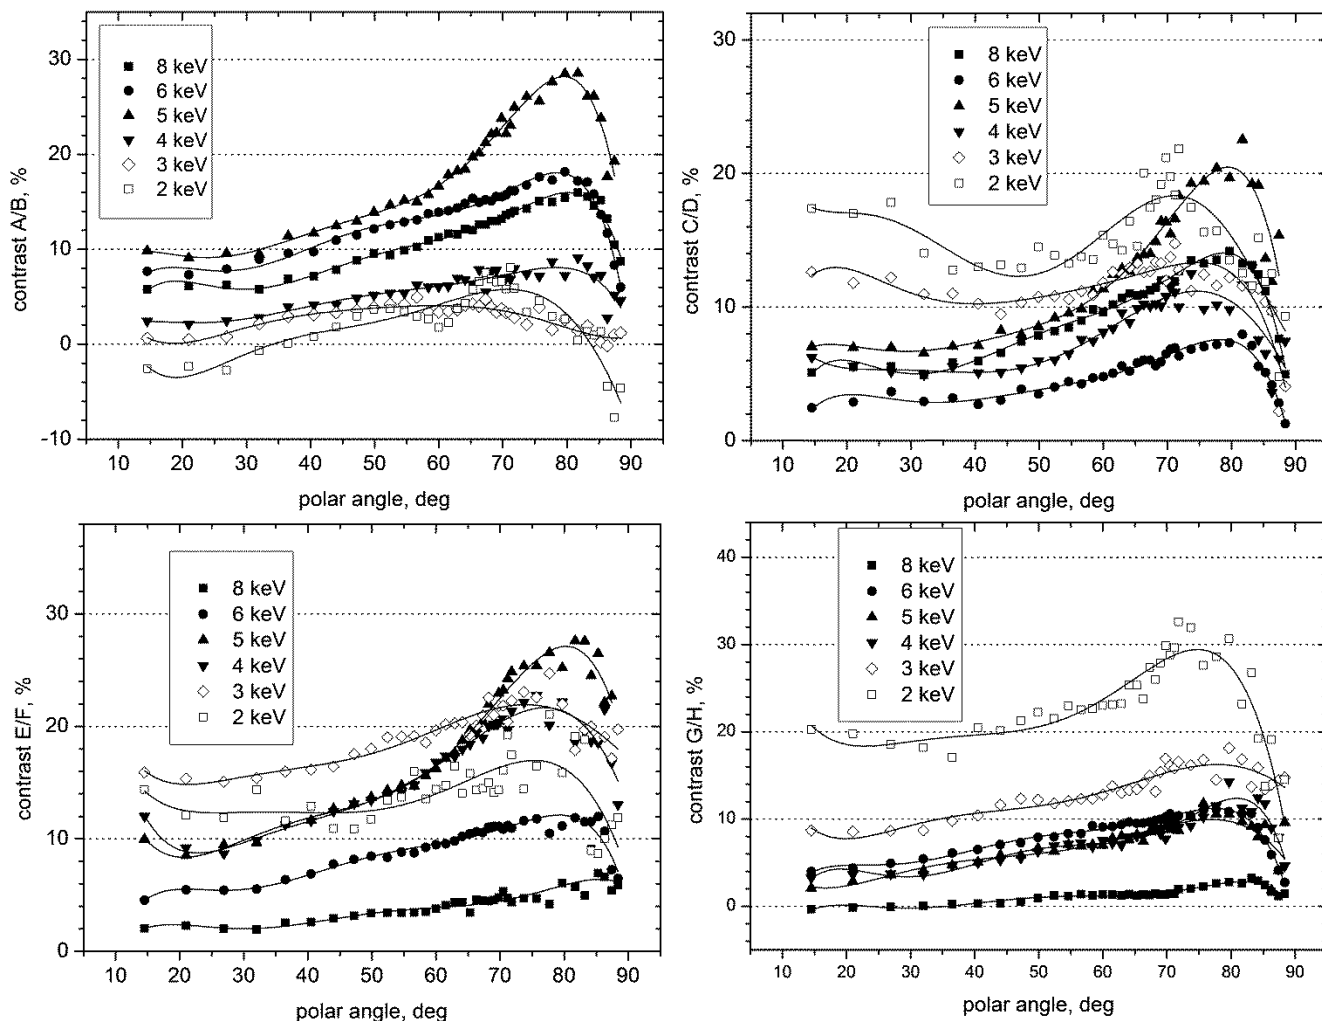 contrast A/B, %
30
20
10
0
-10
8 keV
6 keV
5 keV
4 keV
3 keV
2 keV
10 20 30 40 50 60 70 80 90
polar angle, deg
contrast C/D, %
30
20
10
0
8 keV
6 keV
5 keV
4 keV
3 keV
2 keV
10 20 30 40 50 60 70 80 90
polar angle, deg
contrast E/F, %
30
20
10
0
8 keV
6 keV
5 keV
4 keV
3 keV
2 keV
10 20 30 40 50 60 70 80 90
polar angle, deg
contrast G/H, %
40
30
20
10
0
8 keV
6 keV
5 keV
4 keV
3 keV
2 keV
10 20 30 40 50 60 70 80 90
polar angle, deg